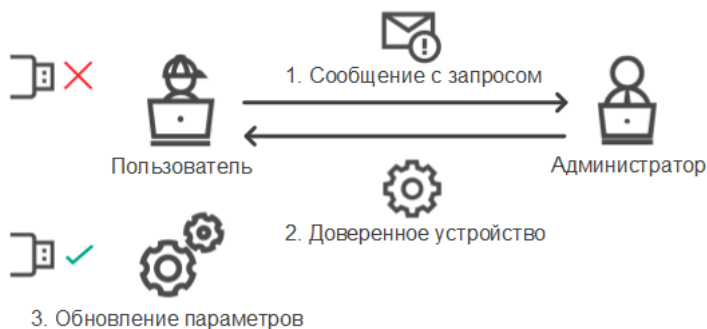 1. Сообщение с запросом
Пользователь
Администратор
2. Доверенное устройство
3. Обновление параметров